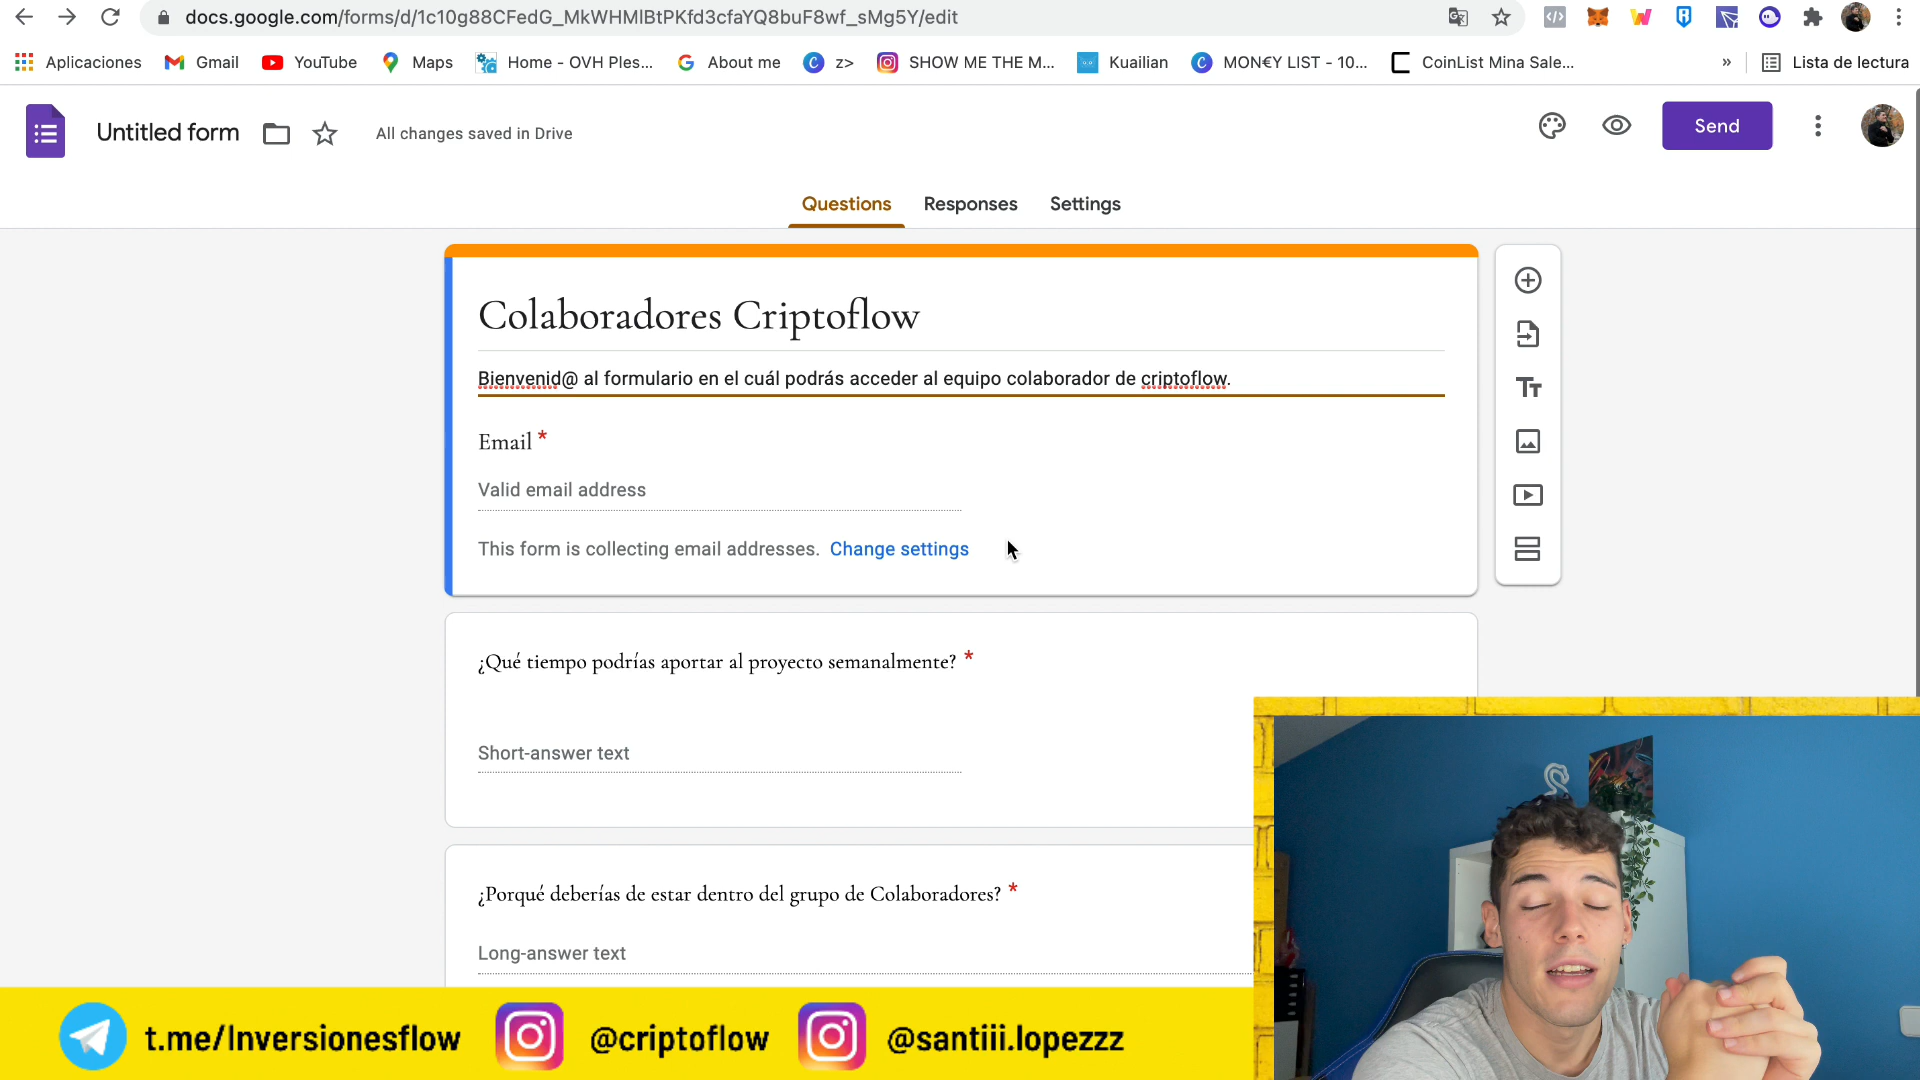 docs.google.com/forms/d/1c10g88CFedG_MkWHMlBtPKfd3cfaYQ8buF8wf_sMg5Y/edit
Aplicaciones Gmail YouTube Maps Home - OVH Ples... About me z> SHOW ME THE M... Kuailian MON€Y LIST - 10... CoinList Mina Sale... » Lista de lectura
Untitled form All changes saved in Drive Send
Questions Responses Settings
Colaboradores Criptoflow
Bienvenid@ al formulario en el cuál podrás acceder al equipo colaborador de criptoflow.
Email *
Valid email address
This form is collecting email addresses. Change settings
¿Qué tiempo podrías aportar al proyecto semanalmente? *
Short-answer text
¿Porqué deberías de estar dentro del grupo de Colaboradores? *
Long-answer text
t.me/Inversionesflow @criptoflow @santiii.lopezzz